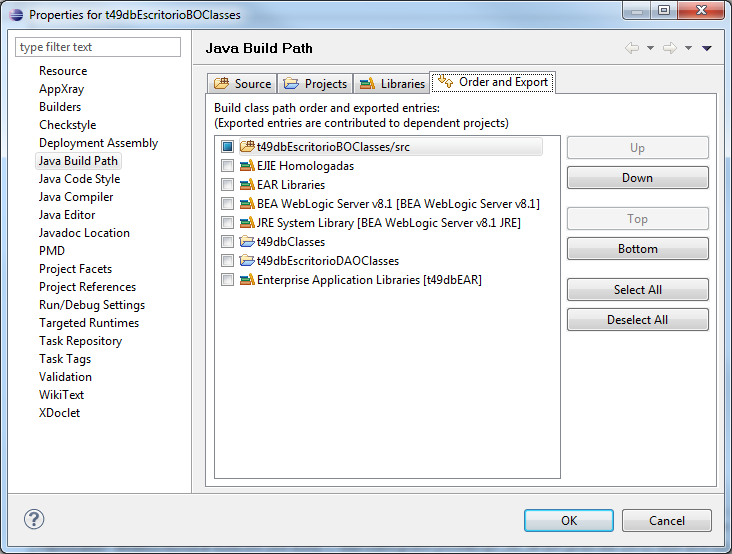 Properties for t49dbEscritorioBOClasses
type filter text
Resource
AppXray
Builders
Checkstyle
Deployment Assembly
Java Build Path
Java Code Style
Java Compiler
Java Editor
Javadoc Location
PMD
Project Facets
Project References
Run/Debug Settings
Targeted Runtimes
Task Repository
Task Tags
Validation
WikiText
XDoclet
Java Build Path
Source Projects Libraries Order and Export
Build class path order and exported entries:
(Exported entries are contributed to dependent projects)
t49dbEscritorioBOClasses/src
EJIE Homologadas
EAR Libraries
BEA WebLogic Server v8.1 [BEA WebLogic Server v8.1]
JRE System Library [BEA WebLogic Server v8.1 JRE]
t49dbClasses
t49dbEscritorioDAOClasses
Enterprise Application Libraries [t49dbEAR]
Up
Down
Top
Bottom
Select All
Deselect All
OK Cancel